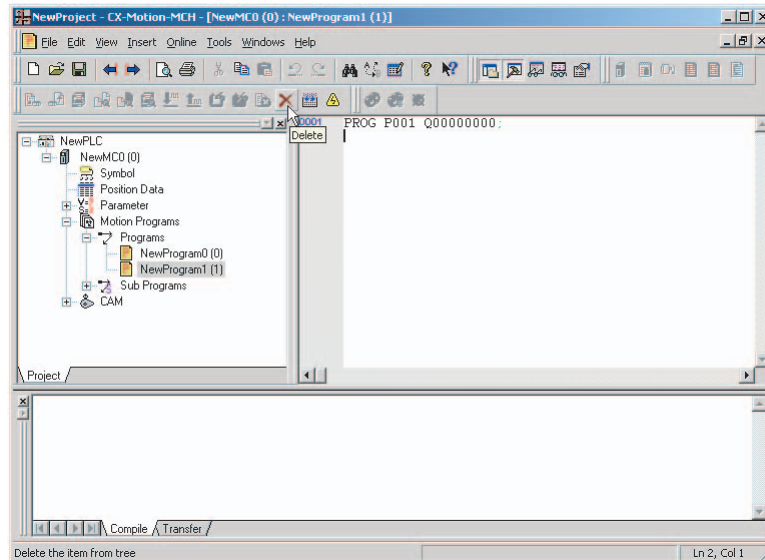 NewProject - CX-Motion-MCH - [NewMC0 (0) : NewProgram1 (1)]
File Edit View Insert Online Tools Windows Help
Delete
0001 PROG P001 Q00000000;
NewPLC
NewMC0 (0)
Symbol
Position Data
Parameter
Motion Programs
Programs
NewProgram0 (0)
NewProgram1 (1)
Sub Programs
CAM
Project
Compile Transfer
Delete the item from tree
Ln 2, Col 1